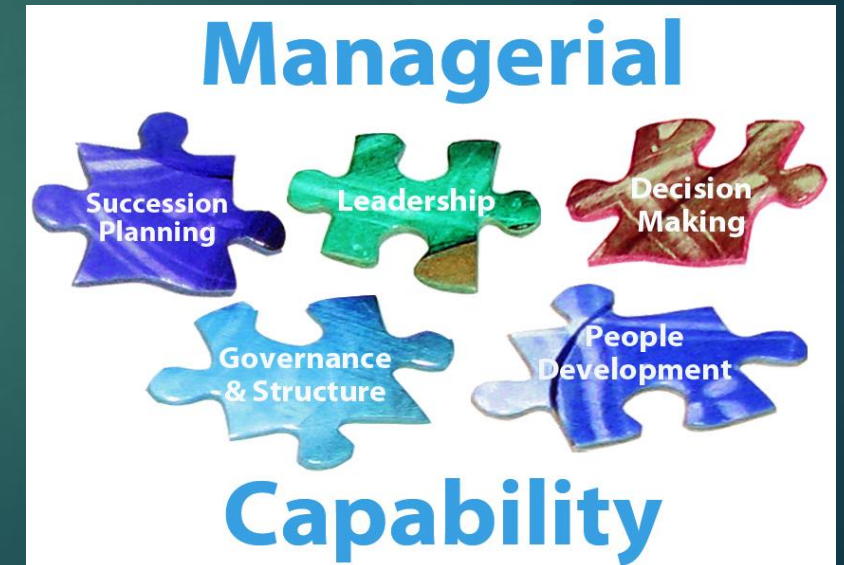 Managerial
Succession
Planning
Leadership
Decision
Making
Governance
& Structure
People
Development
Capability